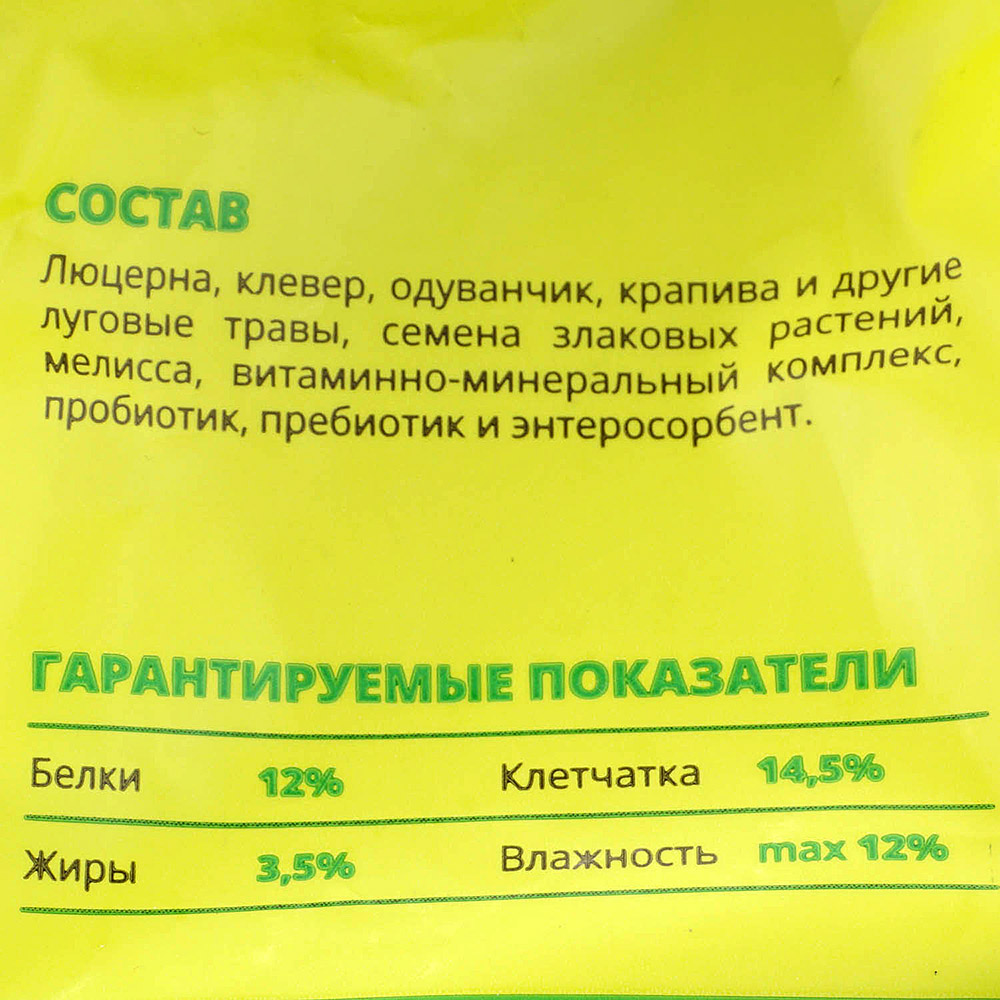 СОСТАВ
Люцерна, клевер, одуванчик, крапива и другие
луговые травы, семена злаковых растений,
мелисса, витаминно-минеральный комплекс,
пробиотик, пребиотик и энтеросорбент.
ГАРАНТИРУЕМЫЕ ПОКАЗАТЕЛИ
Белки 12% Клетчатка 14,5%
Жиры 3,5% Влажность max 12%